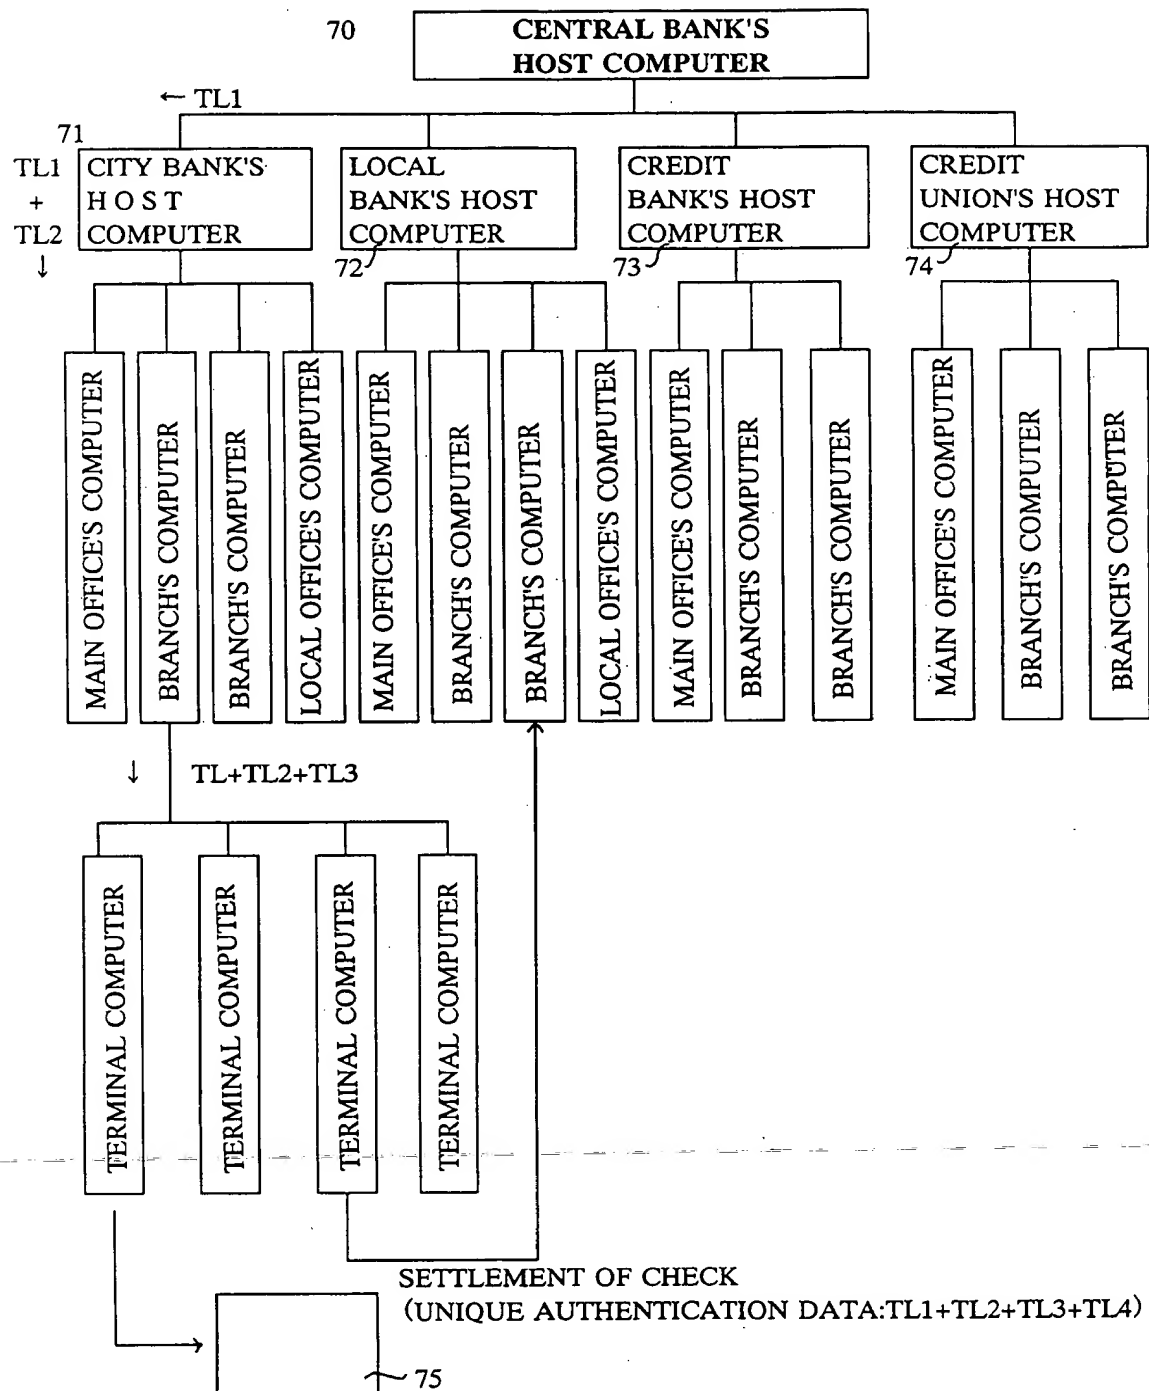 70
CENTRAL BANK'S
HOST COMPUTER
← TL1
71
TL1
+
TL2
↓
CITY BANK'S
HOST
COMPUTER
LOCAL
BANK'S HOST
COMPUTER
72
CREDIT
BANK'S HOST
COMPUTER
73
CREDIT
UNION'S HOST
COMPUTER
74
MAIN OFFICE'S COMPUTER
BRANCH'S COMPUTER
BRANCH'S COMPUTER
LOCAL OFFICE'S COMPUTER
MAIN OFFICE'S COMPUTER
BRANCH'S COMPUTER
BRANCH'S COMPUTER
LOCAL OFFICE'S COMPUTER
MAIN OFFICE'S COMPUTER
BRANCH'S COMPUTER
BRANCH'S COMPUTER
MAIN OFFICE'S COMPUTER
BRANCH'S COMPUTER
BRANCH'S COMPUTER
↓ TL+TL2+TL3
TERMINAL COMPUTER
TERMINAL COMPUTER
TERMINAL COMPUTER
TERMINAL COMPUTER
SETTLEMENT OF CHECK
(UNIQUE AUTHENTICATION DATA:TL1+TL2+TL3+TL4)
75